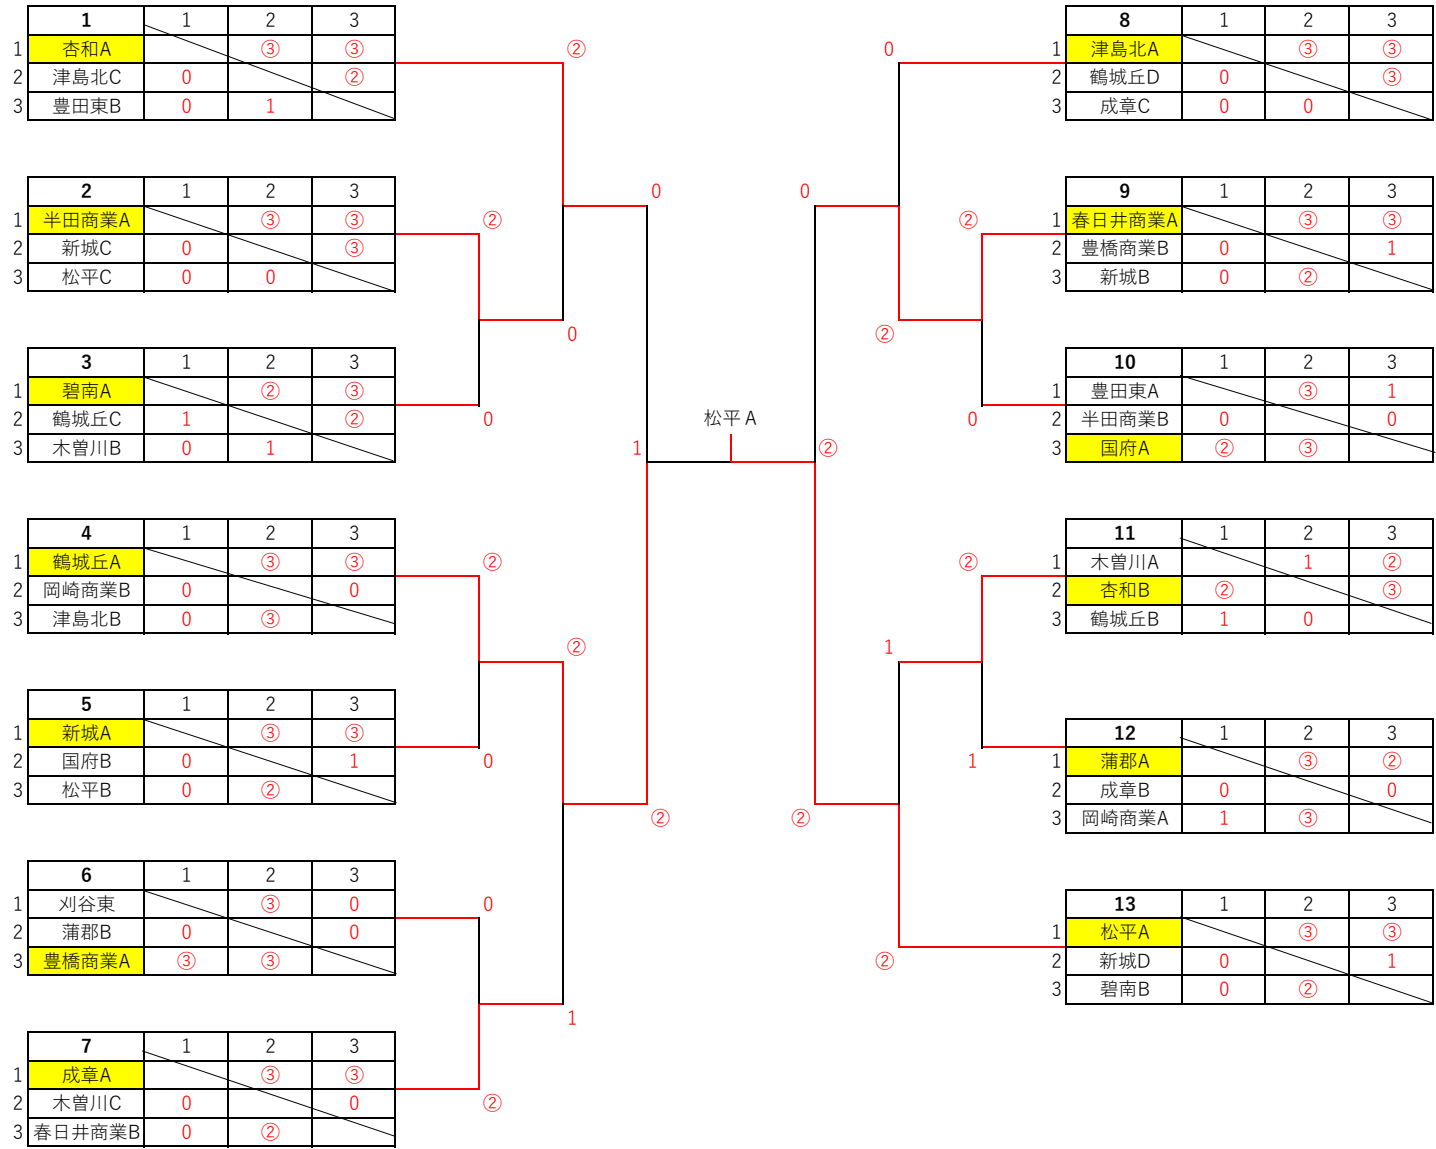 1 1 2 3
1 杏和A ③ ③
2 津島北C 0 ②
3 豊田東B 0 1
2 1 2 3
1 半田商業A ③ ③
2 新城C 0 ③
3 松平C 0 0
3 1 2 3
1 碧南A ② ③
2 鶴城丘C 1 ②
3 木曽川B 0 1
4 1 2 3
1 鶴城丘A ③ ③
2 岡崎商業B 0 0
3 津島北B 0 ③
5 1 2 3
1 新城A ③ ③
2 国府B 0 1
3 松平B 0 ②
6 1 2 3
1 刈谷東 ③ 0
2 蒲郡B 0 0
3 豊橋商業A ③ ③
7 1 2 3
1 成章A ③ ③
2 木曽川C 0 0
3 春日井商業B 0 ②
②
②
0
0
②
0
②
0
0
②
1
②
0
1
②
松平A
②
0
②
0
②
1
②
0
②
0
②
1
8 1 2 3
1 津島北A ③ ③
2 鶴城丘D 0 ③
3 成章C 0 0
9 1 2 3
1 春日井商業A ③ ③
2 豊橋商業B 0 1
3 新城B 0 ②
10 1 2 3
1 豊田東A ③ 1
2 半田商業B 0 0
3 国府A ② ③
11 1 2 3
1 木曽川A 1 ②
2 杏和B ② ③
3 鶴城丘B 1 0
12 1 2 3
1 蒲郡A ③ ②
2 成章B 0 0
3 岡崎商業A 1 ③
13 1 2 3
1 松平A ③ ③
2 新城D 0 1
3 碧南B 0 ②